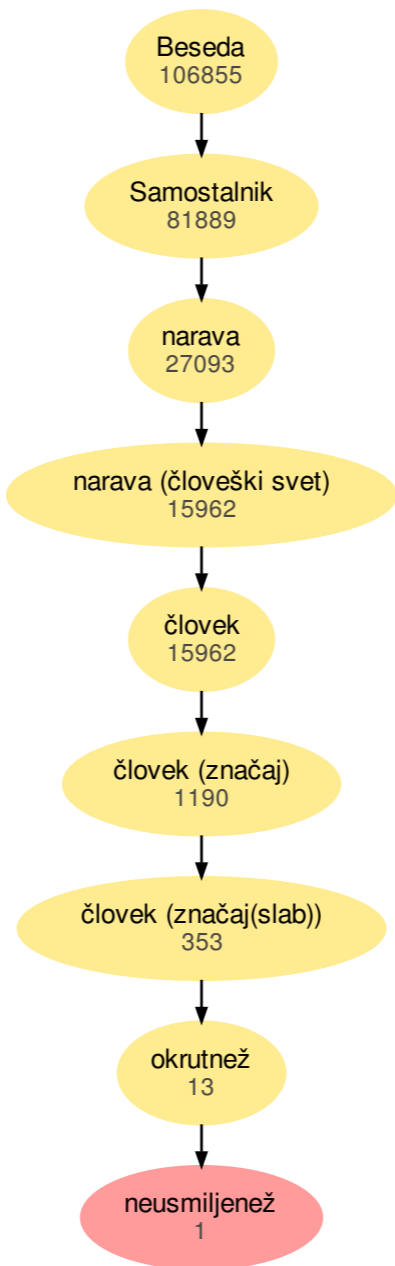 Beseda
106855
Samostalnik
81889
narava
27093
narava (človeški svet)
15962
človek
15962
človek (značaj)
1190
človek (značaj(slab))
353
okrutnež
13
neusmiljenež
1